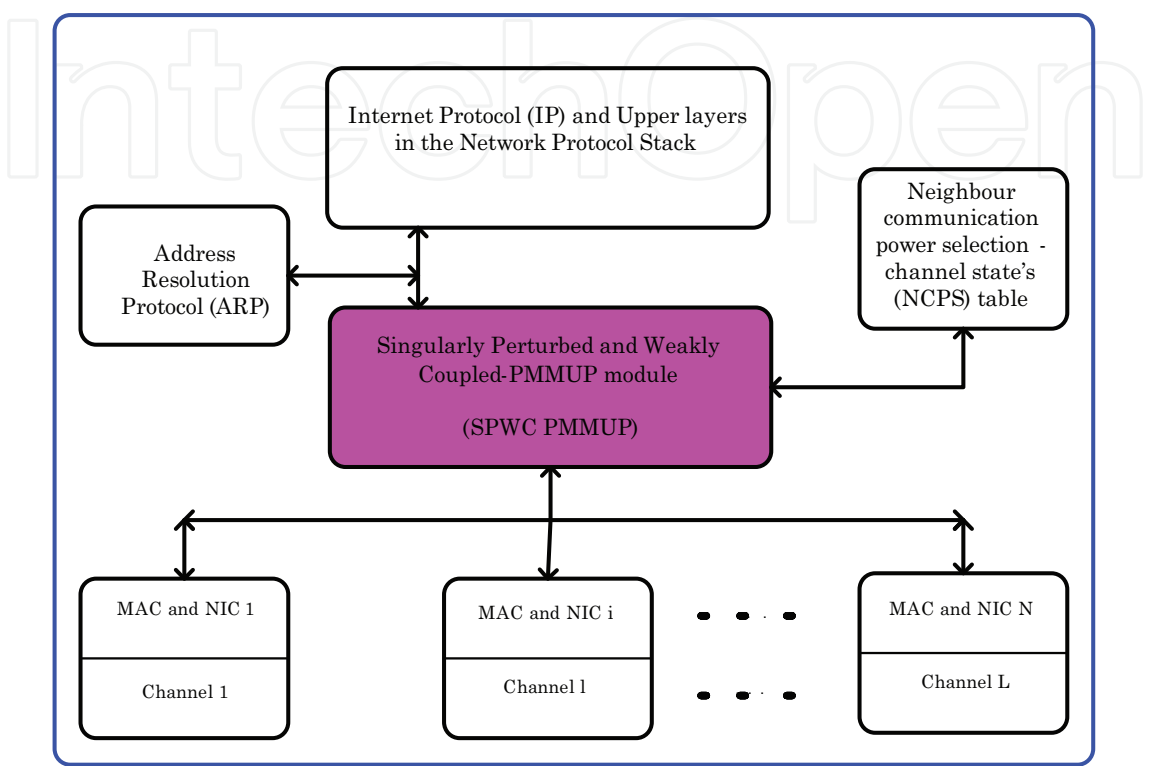 IntechOpen
Internet Protocol (IP) and Upper layers
in the Network Protocol Stack
Neighbour
communication
power selection -
channel state's
(NCPS) table
Address
Resolution
Protocol (ARP)
Singularly Perturbed and Weakly
Coupled-PMMUP module
(SPWC PMMUP)
MAC and NIC 1
Channel 1
MAC and NIC i
Channel l
MAC and NIC N
Channel L